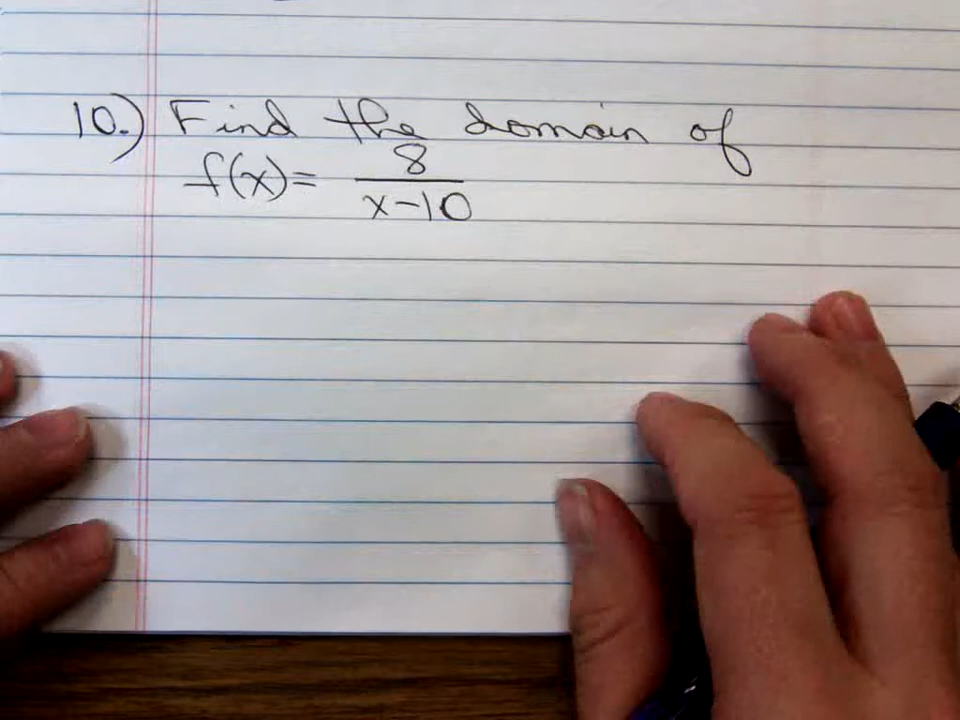 10.) Find the domain of
f(x) = 8/(x-10)